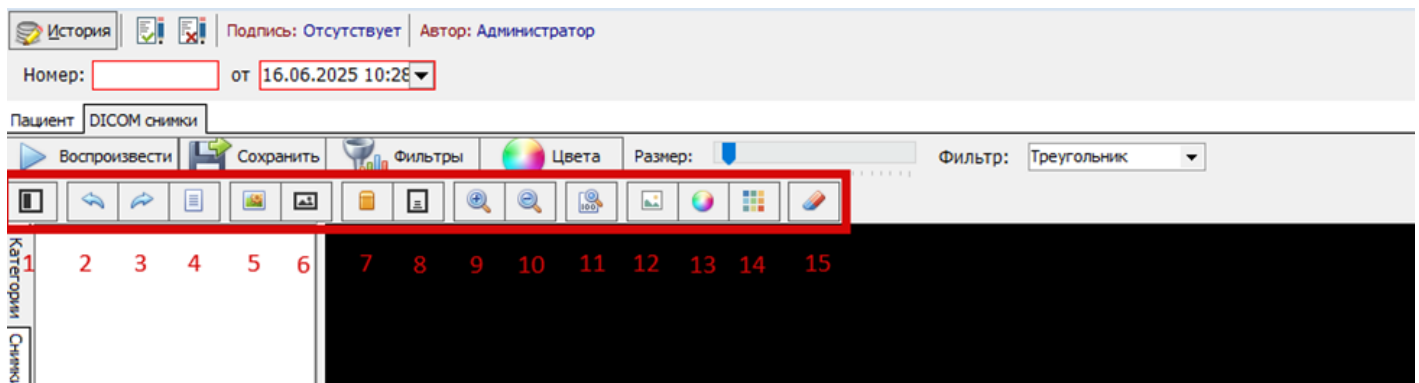 История Подпись: Отсутствует Автор: Администратор
Номер: от 16.06.2025 10:28
Пациент DICOM снимки
Воспроизвести Сохранить Фильтры Цвета Размер: Фильтр: Треугольник
100
Категории
1 2 3 4 5 6 7 8 9 10 11 12 13 14 15
Снимки